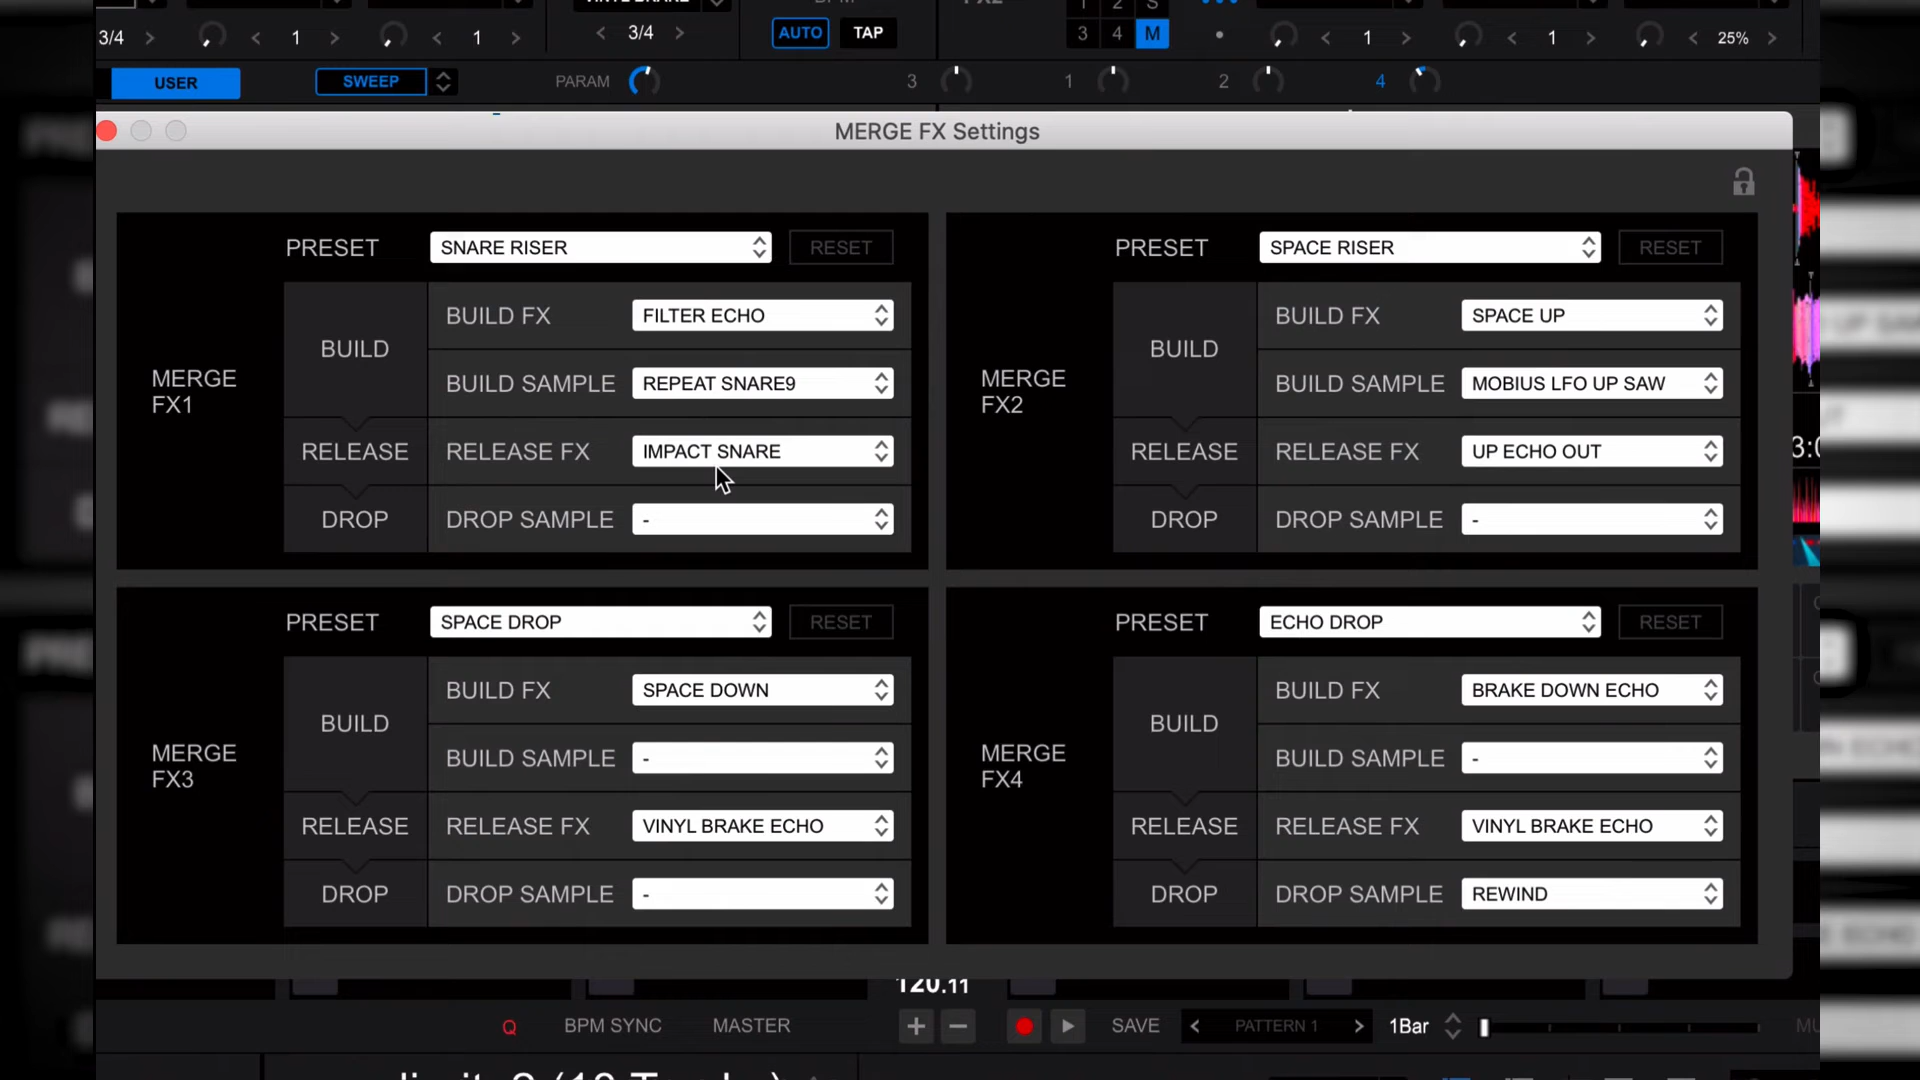 1 2 S
3/4 1 1 3/4 AUTO TAP 3 4 M 1 1 25%
USER SWEEP PARAM 3 1 2 4
MERGE FX Settings
PRESET SNARE RISER RESET
MERGE FX1
BUILD
BUILD FX FILTER ECHO
BUILD SAMPLE REPEAT SNARE9
RELEASE RELEASE FX IMPACT SNARE
DROP DROP SAMPLE -
PRESET SPACE RISER RESET
MERGE FX2
BUILD
BUILD FX SPACE UP
BUILD SAMPLE MOBIUS LFO UP SAW
RELEASE RELEASE FX UP ECHO OUT
DROP DROP SAMPLE -
PRESET SPACE DROP RESET
MERGE FX3
BUILD
BUILD FX SPACE DOWN
BUILD SAMPLE -
RELEASE RELEASE FX VINYL BRAKE ECHO
DROP DROP SAMPLE -
PRESET ECHO DROP RESET
MERGE FX4
BUILD
BUILD FX BRAKE DOWN ECHO
BUILD SAMPLE -
RELEASE RELEASE FX VINYL BRAKE ECHO
DROP DROP SAMPLE REWIND
120.11
Q BPM SYNC MASTER + − SAVE PATTERN 1 1Bar